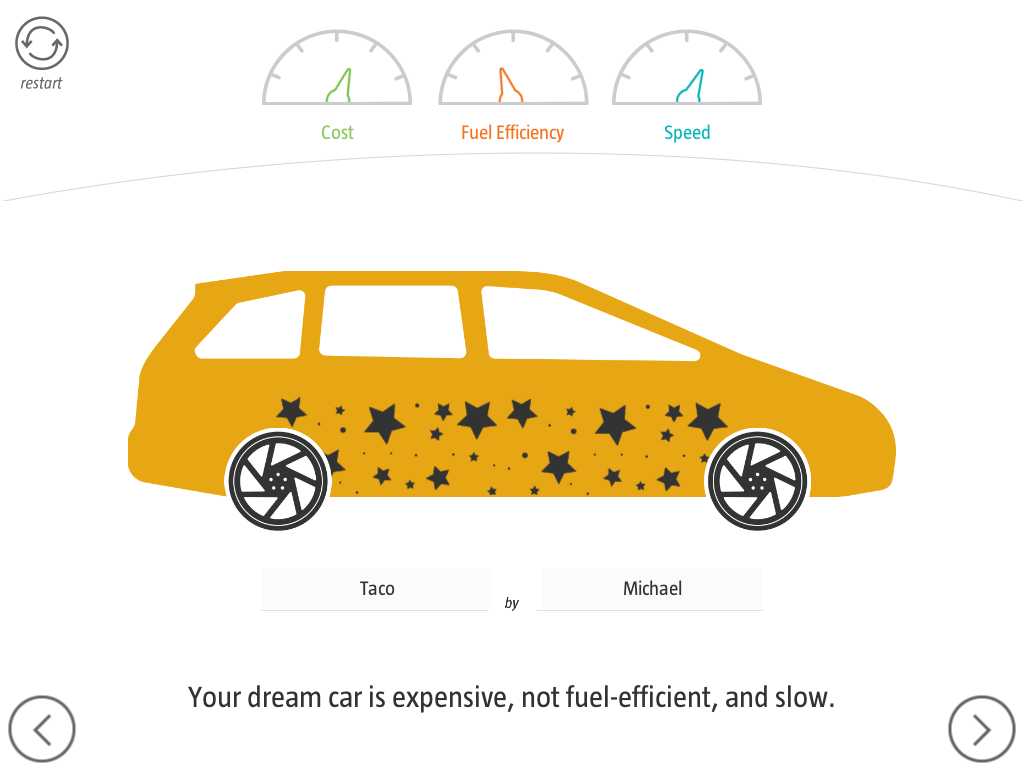 restart
Cost
Fuel Efficiency
Speed
Taco
by
Michael
Your dream car is expensive, not fuel-efficient, and slow.